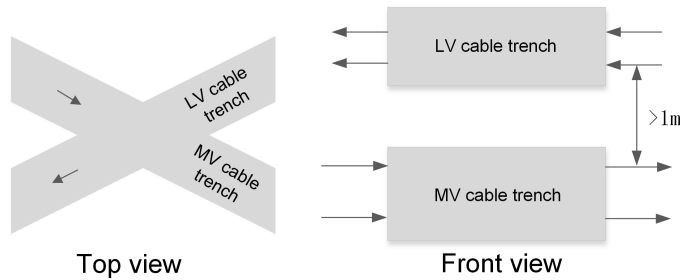 LV cable
trench
MV cable
trench
Top view
LV cable trench
>1m
MV cable trench
Front view